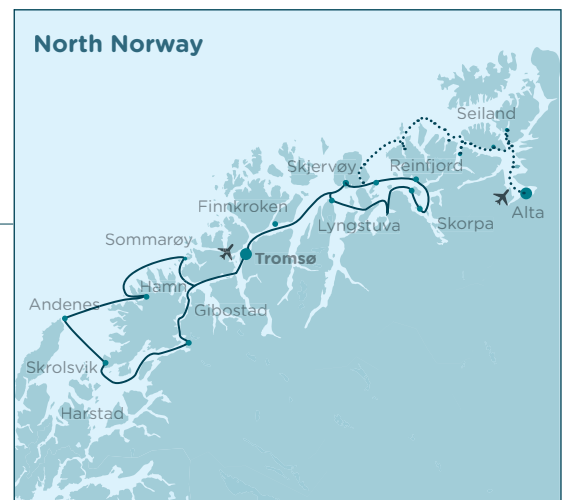 North Norway
Seiland
Skjervøy
Reinfjord
Alta
Finnkroken
Lyngstuva
Skorpa
Sommarøy
Tromsø
Hamn
Andenes
Gibostad
Skrolsvik
Harstad